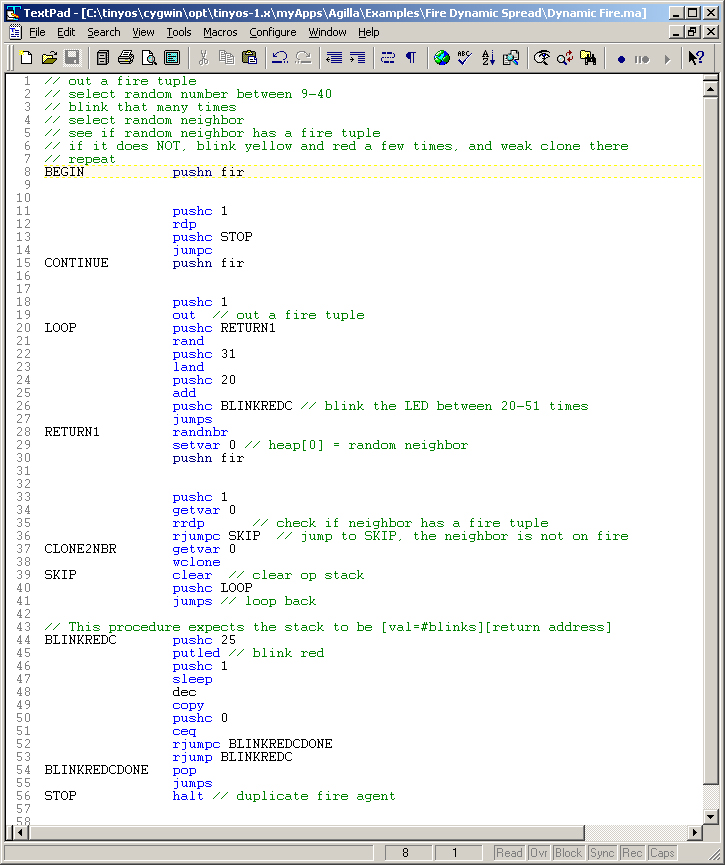 TextPad - [C:\tinyos\cygwin\opt\tinyos-1.x\myApps\Agilla\Examples\Fire Dynamic Spread\Dynamic Fire.ma]
File Edit Search View Tools Macros Configure Window Help
1 // out a fire tuple
2 // select random number between 9-40
3 // blink that many times
4 // select random neighbor
5 // see if random neighbor has a fire tuple
6 // if it does NOT, blink yellow and red a few times, and weak clone there
7 // repeat
8 BEGIN pushn fir
9
10
11 pushc 1
12 rdp
13 pushc STOP
14 jumpc
15 CONTINUE pushn fir
16
17
18 pushc 1
19 out // out a fire tuple
20 LOOP pushc RETURN1
21 rand
22 pushc 31
23 land
24 pushc 20
25 add
26 pushc BLINKREDC // blink the LED between 20-51 times
27 jumps
28 RETURN1 randnbr
29 setvar 0 // heap[0] = random neighbor
30 pushn fir
31
32
33 pushc 1
34 getvar 0
35 rrdp // check if neighbor has a fire tuple
36 rjumpc SKIP // jump to SKIP, the neighbor is not on fire
37 CLONE2NBR getvar 0
38 wclone
39 SKIP clear // clear op stack
40 pushc LOOP
41 jumps // loop back
42
43 // This procedure expects the stack to be [val=#blinks][return address]
44 BLINKREDC pushc 25
45 putled // blink red
46 pushc 1
47 sleep
48 dec
49 copy
50 pushc 0
51 ceq
52 rjumpc BLINKREDCDONE
53 rjump BLINKREDC
54 BLINKREDCDONE pop
55 jumps
56 STOP halt // duplicate fire agent
57
58
8 1 Read Ovr Block Sync Rec Caps